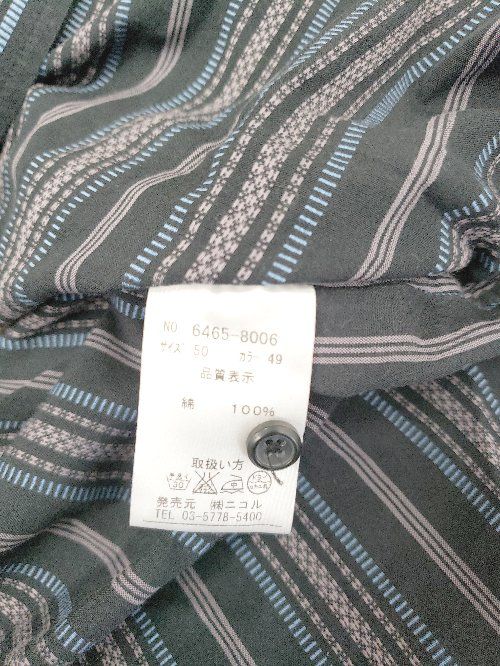 NO. 6465-8006
サイズ 50 カラー 49
品質表示
綿 100%
取扱い方
発売元 ㈱ニコル
TEL 03-5778-5400